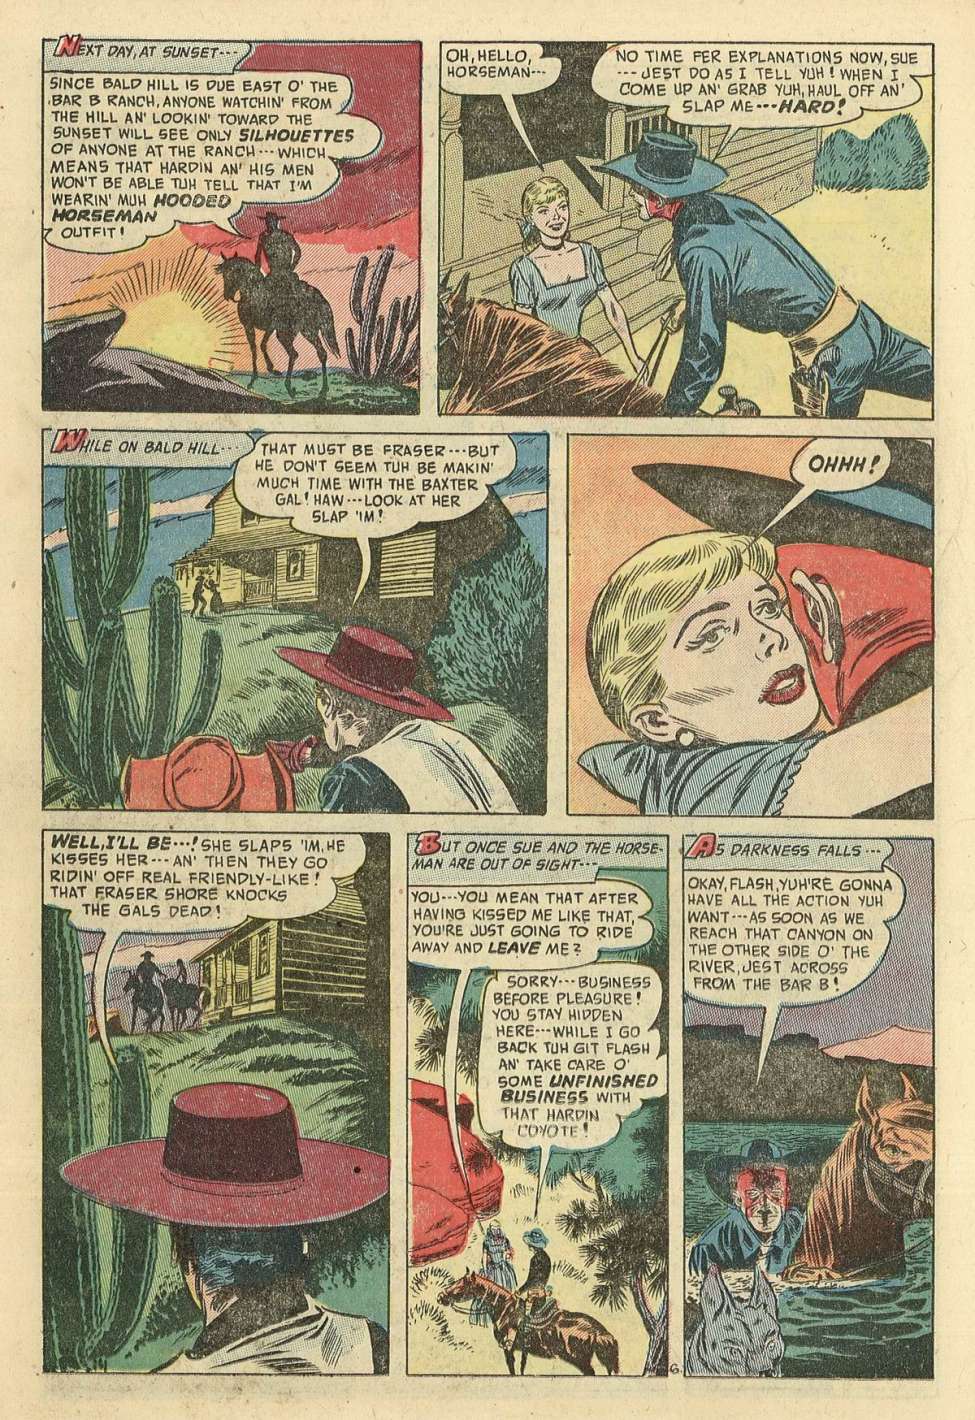 NEXT DAY, AT SUNSET---
SINCE BALD HILL IS DUE EAST O' THE
BAR B RANCH, ANYONE WATCHIN' FROM
THE HILL AN' LOOKIN' TOWARD THE
SUNSET WILL SEE ONLY SILHOUETTES
OF ANYONE AT THE RANCH---WHICH
MEANS THAT HARDIN AN' HIS MEN
WON'T BE ABLE TUH TELL THAT I'M
WEARIN' MUH HOODED
HORSEMAN
OUTFIT!
OH, HELLO,
HORSEMAN---
NO TIME FER EXPLANATIONS NOW, SUE
---JEST DO AS I TELL YUH! WHEN I
COME UP AN' GRAB YUH, HAUL OFF AN'
SLAP ME---HARD!
WHILE ON BALD HILL---
THAT MUST BE FRASER---BUT
HE DON'T SEEM TUH BE MAKIN'
MUCH TIME WITH THE BAXTER
GAL! HAW---LOOK AT HER
SLAP 'IM!
OHHH!
WELL, I'LL BE---! SHE SLAPS 'IM, HE
KISSES HER---AN' THEN THEY GO
RIDIN' OFF REAL FRIENDLY-LIKE!
THAT FRASER SHORE KNOCKS
THE GALS DEAD!
BUT ONCE SUE AND THE HORSE-
MAN ARE OUT OF SIGHT---
YOU---YOU MEAN THAT AFTER
HAVING KISSED ME LIKE THAT,
YOU'RE JUST GOING TO RIDE
AWAY AND LEAVE ME?
SORRY---BUSINESS
BEFORE PLEASURE!
YOU STAY HIDDEN
HERE---WHILE I GO
BACK TUH GIT FLASH
AN' TAKE CARE O'
SOME UNFINISHED
BUSINESS WITH
THAT HARDIN
COYOTE!
AS DARKNESS FALLS---
OKAY, FLASH, YUH'RE GONNA
HAVE ALL THE ACTION YUH
WANT---AS SOON AS WE
REACH THAT CANYON ON
THE OTHER SIDE O' THE
RIVER, JEST ACROSS
FROM THE BAR B!
6